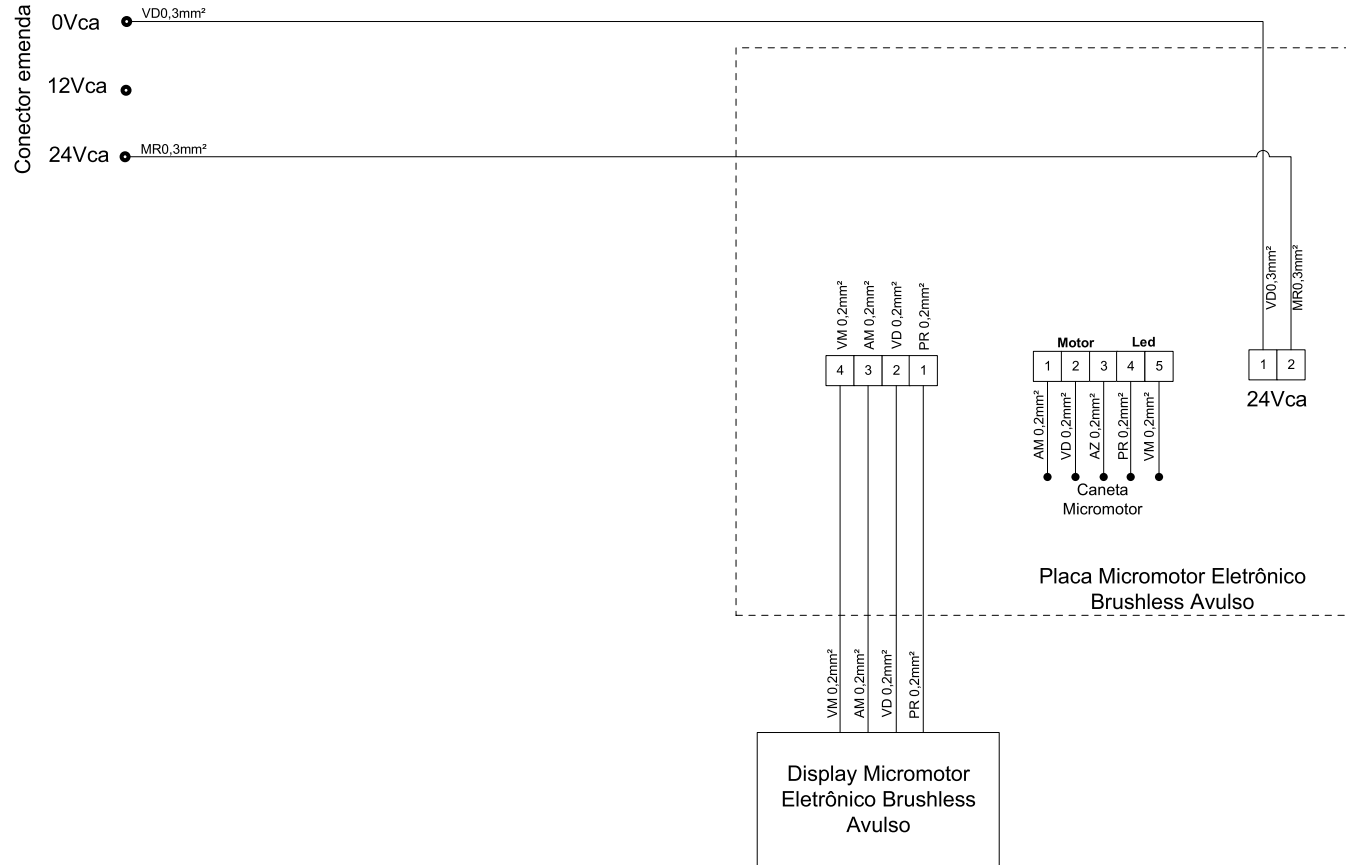 Conector emenda
0Vca
VD0,3mm²
12Vca
24Vca
MR0,3mm²
VD0,3mm²
MR0,3mm²
VM 0,2mm²
AM 0,2mm²
VD 0,2mm²
PR 0,2mm²
4 3 2 1
Motor Led
1 2 3 4 5
1 2
24Vca
AM 0,2mm²
VD 0,2mm²
AZ 0,2mm²
PR 0,2mm²
VM 0,2mm²
Caneta
Micromotor
Placa Micromotor Eletrônico
Brushless Avulso
VM 0,2mm²
AM 0,2mm²
VD 0,2mm²
PR 0,2mm²
Display Micromotor
Eletrônico Brushless
Avulso